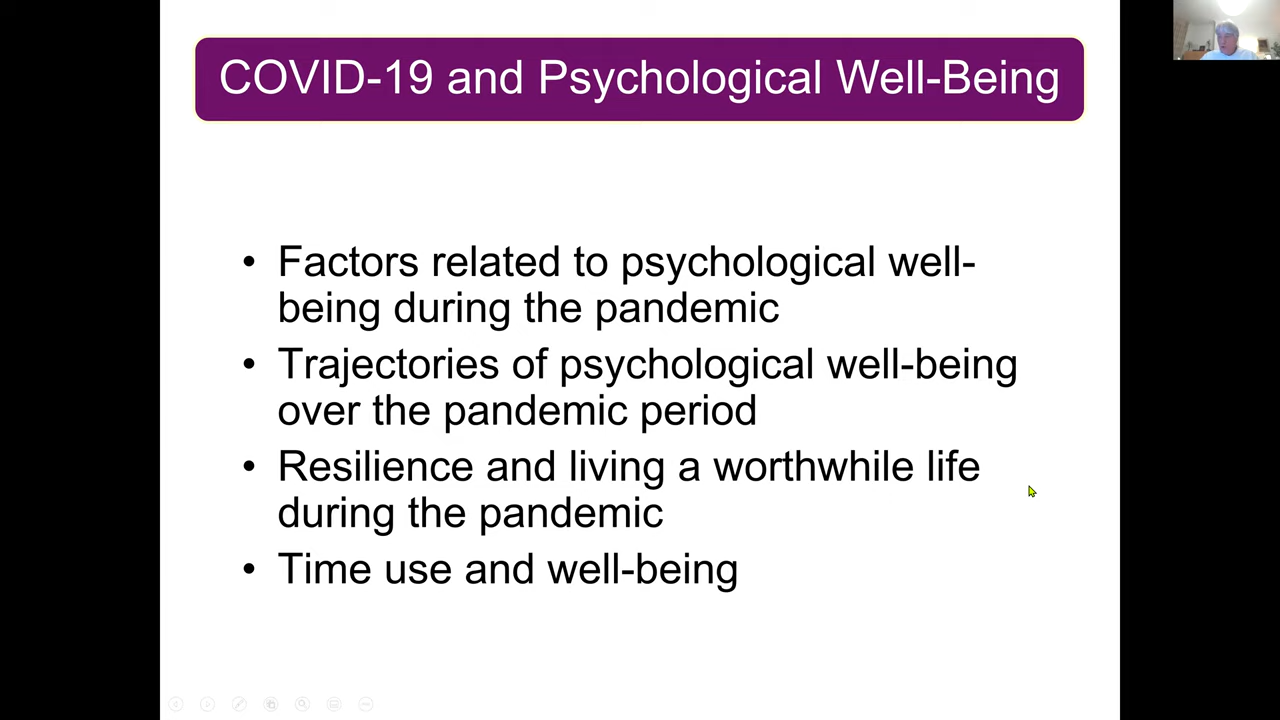 COVID-19 and Psychological Well-Being
• Factors related to psychological well-
being during the pandemic
• Trajectories of psychological well-being
over the pandemic period
• Resilience and living a worthwhile life
during the pandemic
• Time use and well-being